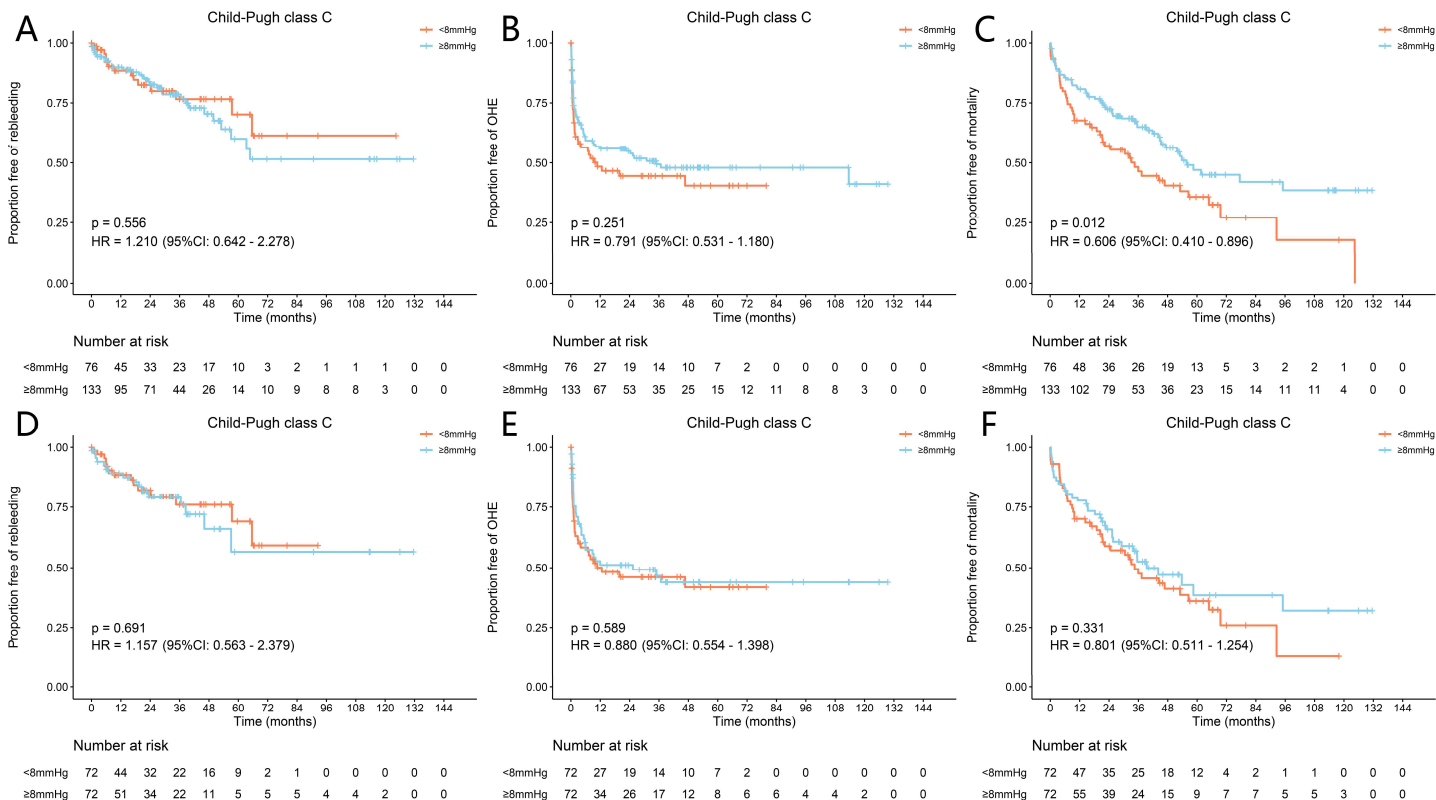 A
Child-Pugh class C
<8mmHg
≥8mmHg
Proportion free of rebleeding
1.00
0.75
0.50
0.25
0.00
p = 0.556
HR = 1.210 (95%CI: 0.642 - 2.278)
0 12 24 36 48 60 72 84 96 108 120 132 144
Time (months)
Number at risk
<8mmHg 76 45 33 23 17 10 3 2 1 1 1 0 0
≥8mmHg 133 95 71 44 26 14 10 9 8 8 3 0 0
B
Child-Pugh class C
<8mmHg
≥8mmHg
Proportion free of OHE
1.00
0.75
0.50
0.25
0.00
p = 0.251
HR = 0.791 (95%CI: 0.531 - 1.180)
0 12 24 36 48 60 72 84 96 108 120 132 144
Time (months)
Number at risk
<8mmHg 76 27 19 14 10 7 2 0 0 0 0 0 0
≥8mmHg 133 67 53 35 25 15 12 11 8 8 3 0 0
C
Child-Pugh class C
<8mmHg
≥8mmHg
Proportion free of mortality
1.00
0.75
0.50
0.25
0.00
p = 0.012
HR = 0.606 (95%CI: 0.410 - 0.896)
0 12 24 36 48 60 72 84 96 108 120 132 144
Time (months)
Number at risk
<8mmHg 76 48 36 26 19 13 5 3 2 2 1 0 0
≥8mmHg 133 102 79 53 36 23 15 14 11 11 4 0 0
D
Child-Pugh class C
<8mmHg
≥8mmHg
Proportion free of rebleeding
1.00
0.75
0.50
0.25
0.00
p = 0.691
HR = 1.157 (95%CI: 0.563 - 2.379)
0 12 24 36 48 60 72 84 96 108 120 132 144
Time (months)
Number at risk
<8mmHg 72 44 32 22 16 9 2 1 0 0 0 0 0
≥8mmHg 72 51 34 22 11 5 5 5 4 4 2 0 0
E
Child-Pugh class C
<8mmHg
≥8mmHg
Proportion free of OHE
1.00
0.75
0.50
0.25
0.00
p = 0.589
HR = 0.880 (95%CI: 0.554 - 1.398)
0 12 24 36 48 60 72 84 96 108 120 132 144
Time (months)
Number at risk
<8mmHg 72 27 19 14 10 7 2 0 0 0 0 0 0
≥8mmHg 72 34 26 17 12 8 6 6 4 4 2 0 0
F
Child-Pugh class C
<8mmHg
≥8mmHg
Proportion free of mortality
1.00
0.75
0.50
0.25
0.00
p = 0.331
HR = 0.801 (95%CI: 0.511 - 1.254)
0 12 24 36 48 60 72 84 96 108 120 132 144
Time (months)
Number at risk
<8mmHg 72 47 35 25 18 12 4 2 1 1 0 0 0
≥8mmHg 72 55 39 24 15 9 7 7 5 5 3 0 0